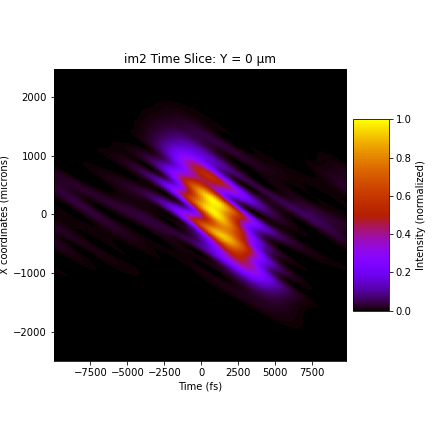 im2 Time Slice: Y = 0 μm
X coordinates (microns)
2000
1000
0
−1000
−2000
−7500 −5000 −2500 0 2500 5000 7500
Time (fs)
1.0
0.8
0.6
0.4
0.2
0.0
Intensity (normalized)